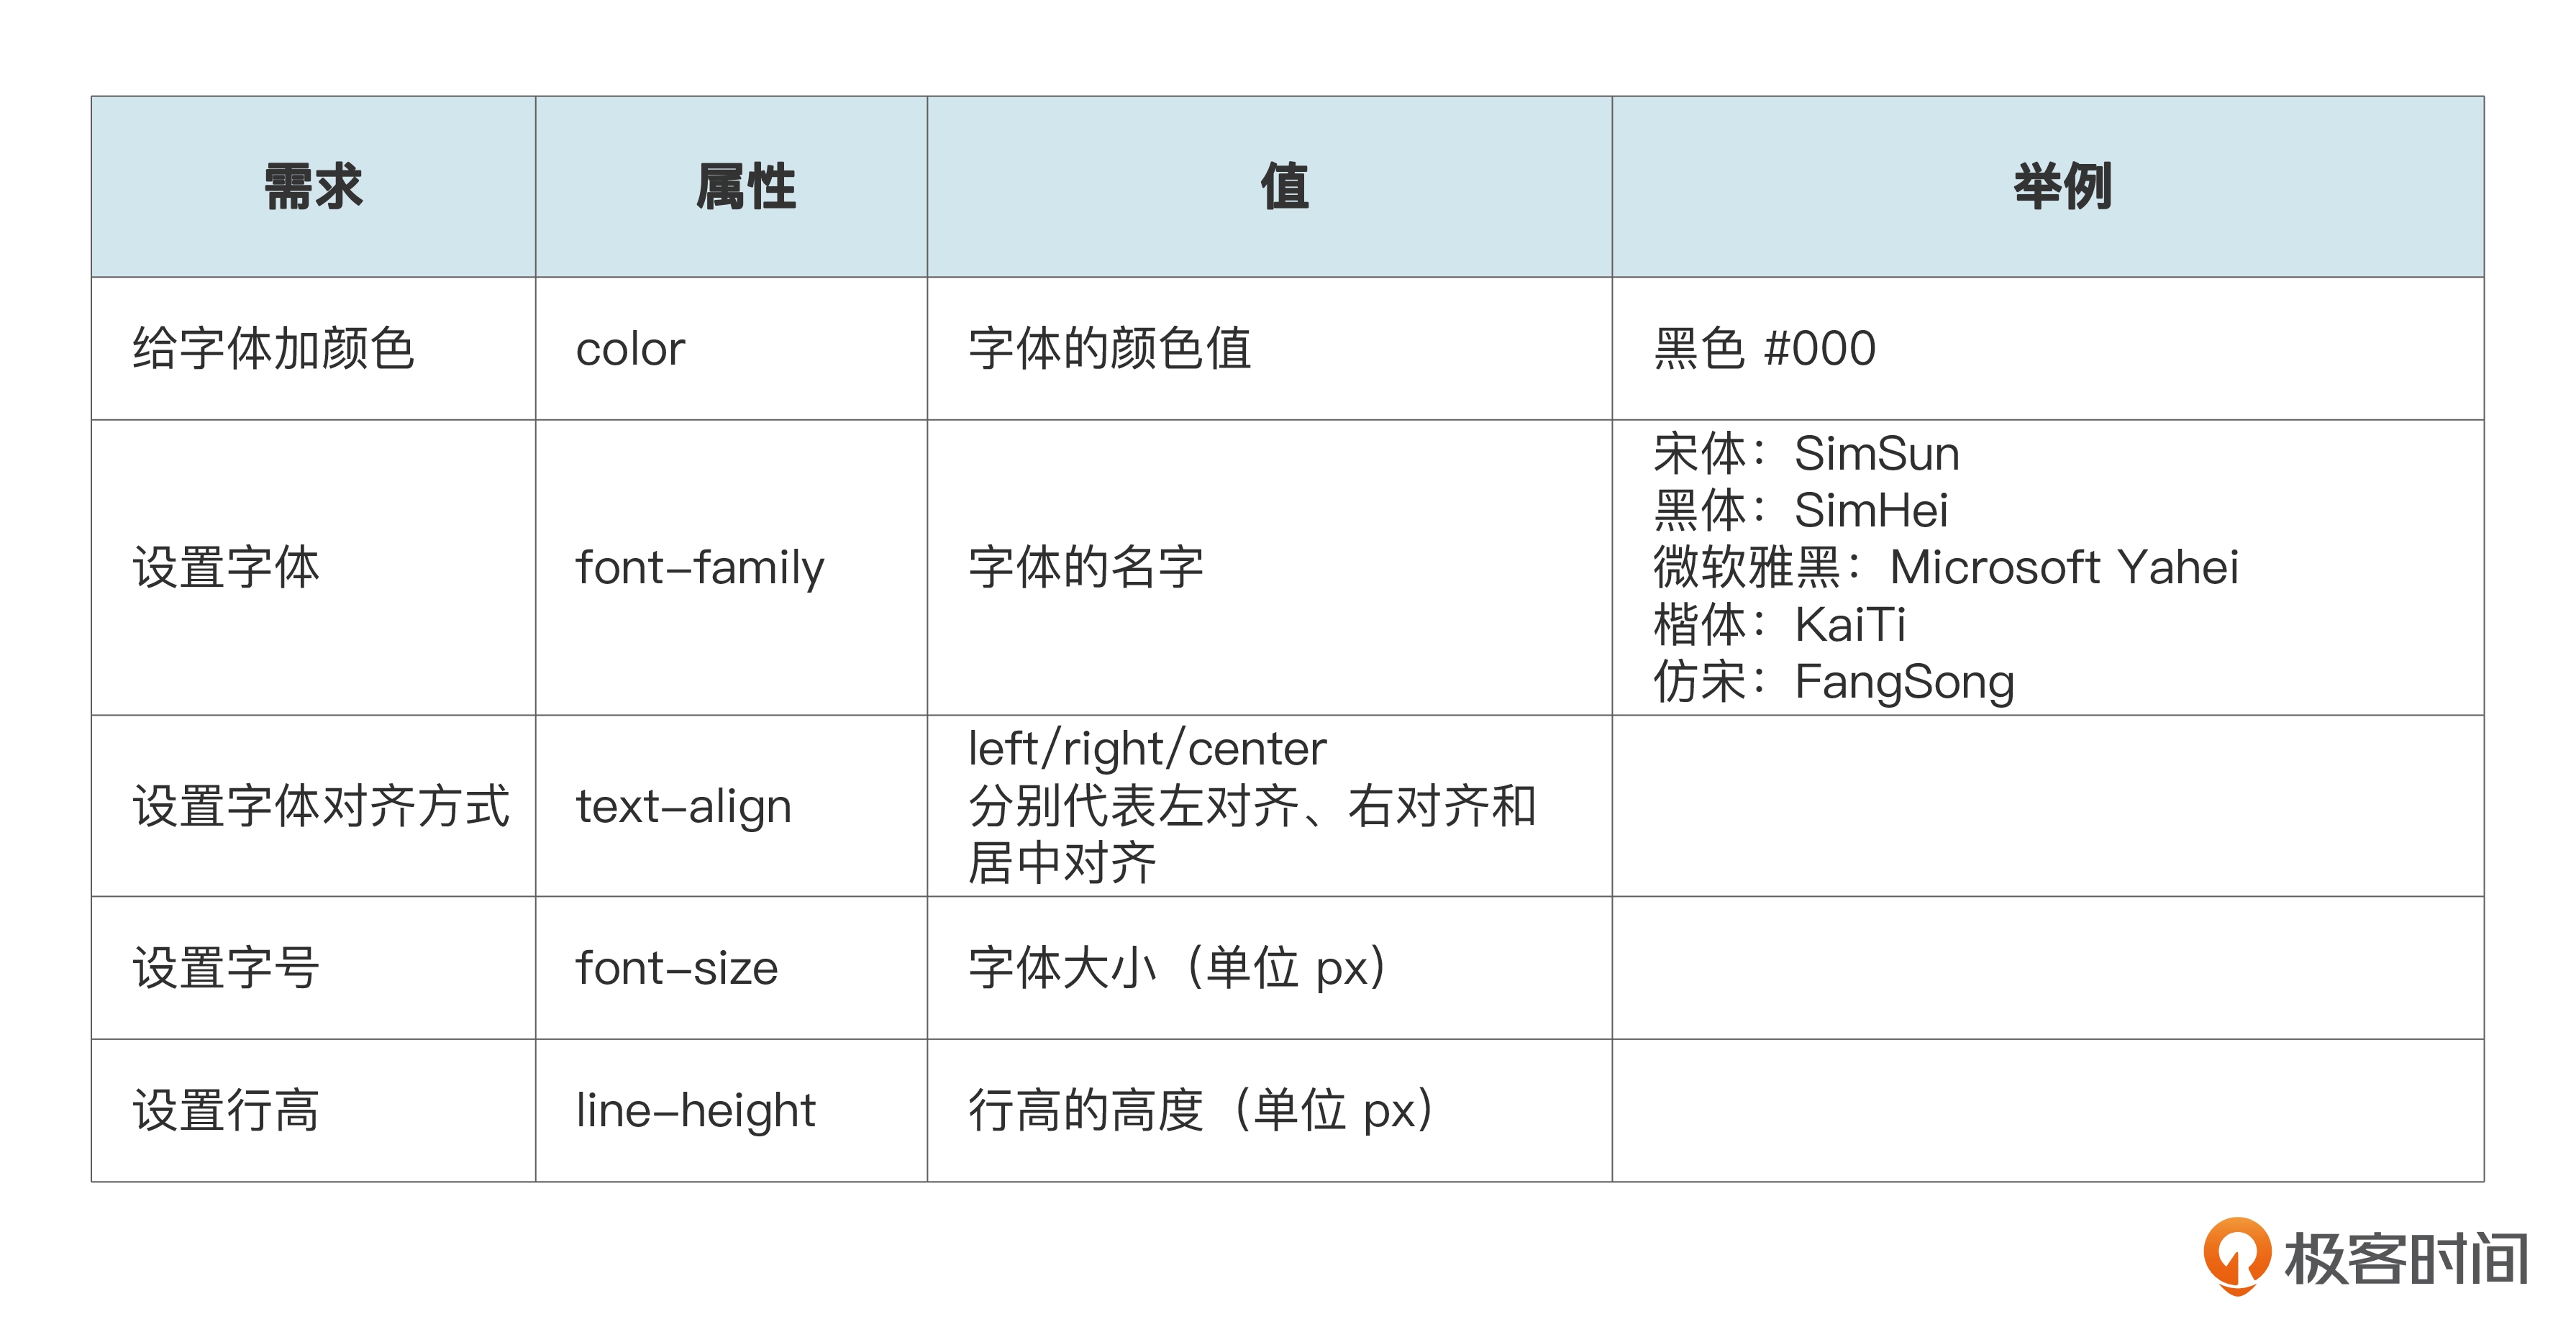 需求 属性 值 举例
给字体加颜色 color 字体的颜色值 黑色 #000
设置字体 font-family 字体的名字
宋体：SimSun
黑体：SimHei
微软雅黑：Microsoft Yahei
楷体：KaiTi
仿宋：FangSong
设置字体对齐方式 text-align
left/right/center
分别代表左对齐、右对齐和
居中对齐
设置字号 font-size 字体大小（单位 px）
设置行高 line-height 行高的高度（单位 px）
极客时间